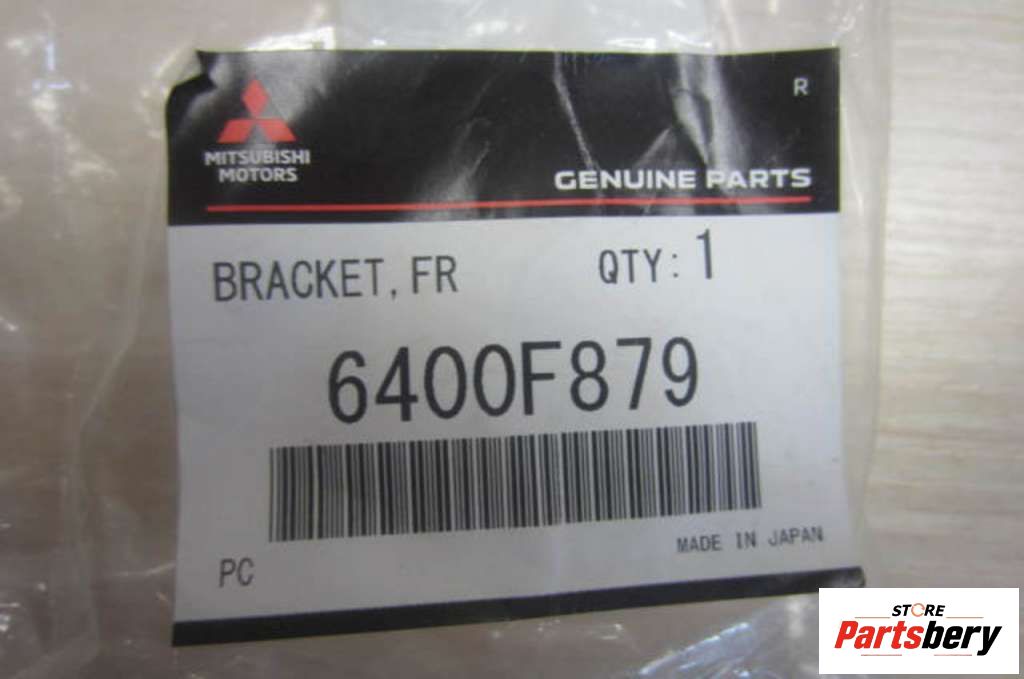 R
MITSUBISHI
MOTORS
GENUINE PARTS
BRACKET, FR QTY: 1
6400F879
MADE IN JAPAN
PC
STORE
Partsbery